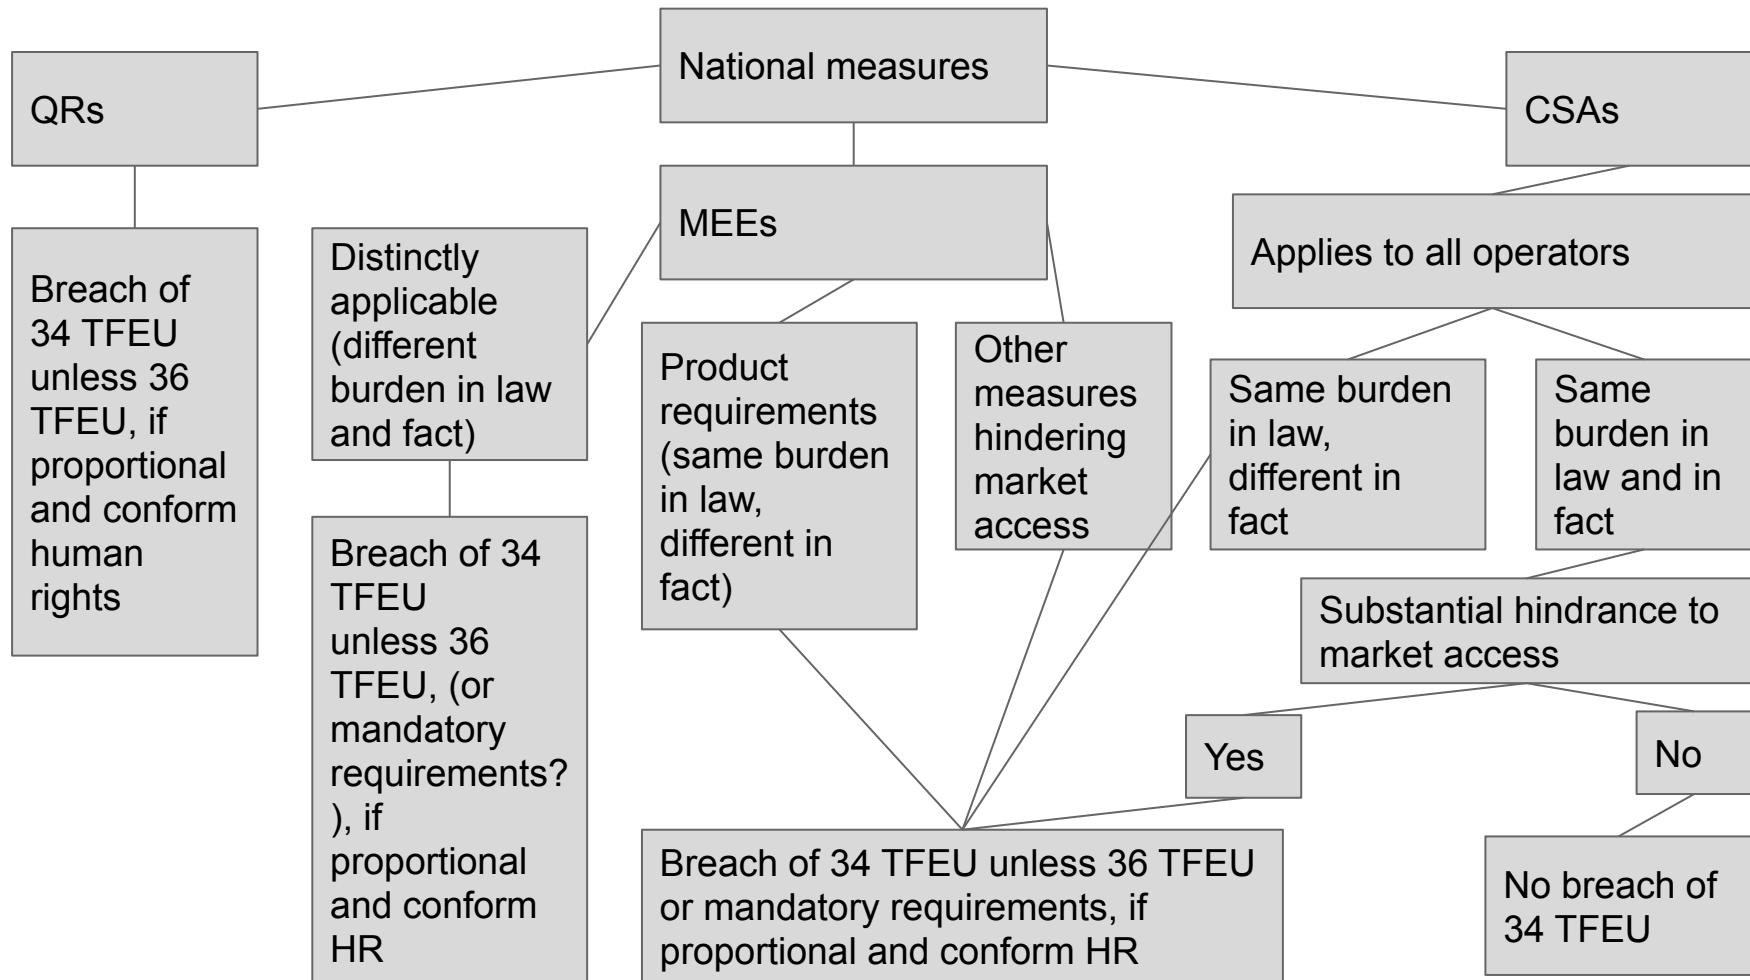 National measures
QRs
CSAs
MEEs
Applies to all operators
Breach of
34 TFEU
unless 36
TFEU, if
proportional
and conform
human
rights
Distinctly
applicable
(different
burden in law
and fact)
Product
requirements
(same burden
in law,
different in
fact)
Other
measures
hindering
market
access
Same burden
in law,
different in
fact
Same
burden in
law and in
fact
Breach of 34
TFEU
unless 36
TFEU, (or
mandatory
requirements?
), if
proportional
and conform
HR
Substantial hindrance to
market access
Yes
No
Breach of 34 TFEU unless 36 TFEU
or mandatory requirements, if
proportional and conform HR
No breach of
34 TFEU